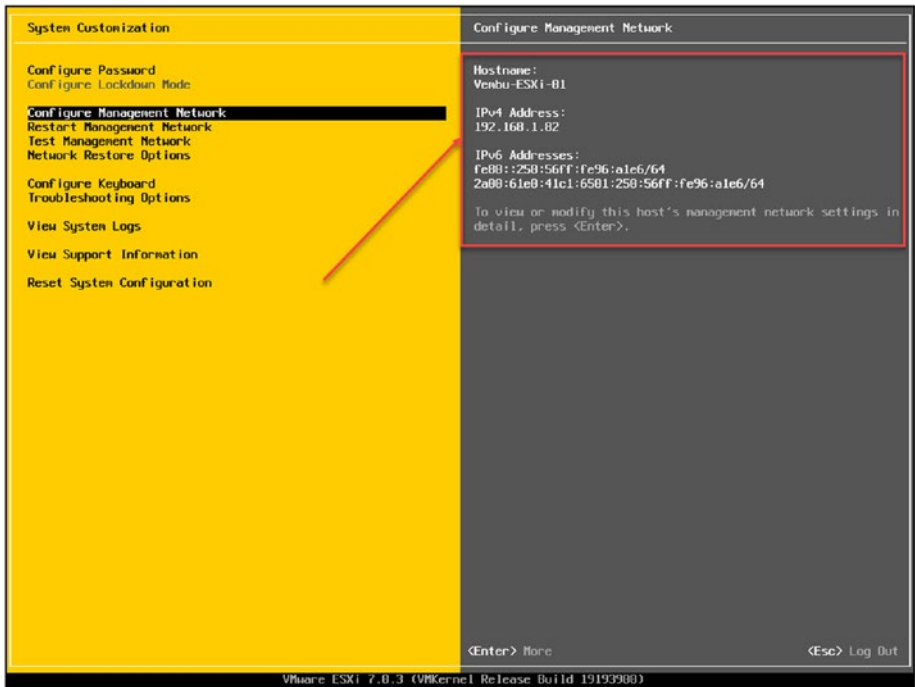 System Customization
Configure Password
Configure Lockdown Mode
Configure Management Network
Restart Management Network
Test Management Network
Network Restore Options
Configure Keyboard
Troubleshooting Options
View System Logs
View Support Information
Reset System Configuration
Configure Management Network
Hostname:
Vembu-ESXi-01
IPv4 Address:
192.168.1.82
IPv6 Addresses:
fe80::250:56ff:fe96:a1e6/64
2a00:61e0:41c1:6501:250:56ff:fe96:a1e6/64
To view or modify this host's management network settings in
detail, press <Enter>.
<Enter> More
<Esc> Log Out
VMware ESXi 7.0.3 (VMKernel Release Build 19193900)